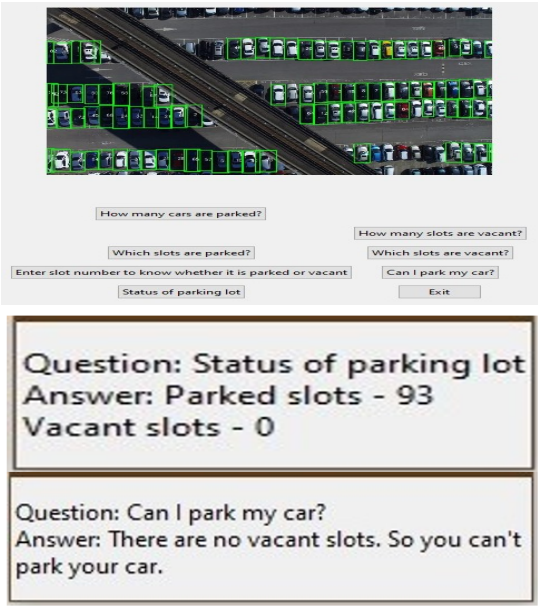 How many cars are parked?
How many slots are vacant?
Which slots are parked?
Which slots are vacant?
Enter slot number to know whether it is parked or vacant
Can I park my car?
Status of parking lot
Exit
Question: Status of parking lot
Answer: Parked slots - 93
Vacant slots - 0
Question: Can I park my car?
Answer: There are no vacant slots. So you can't
park your car.